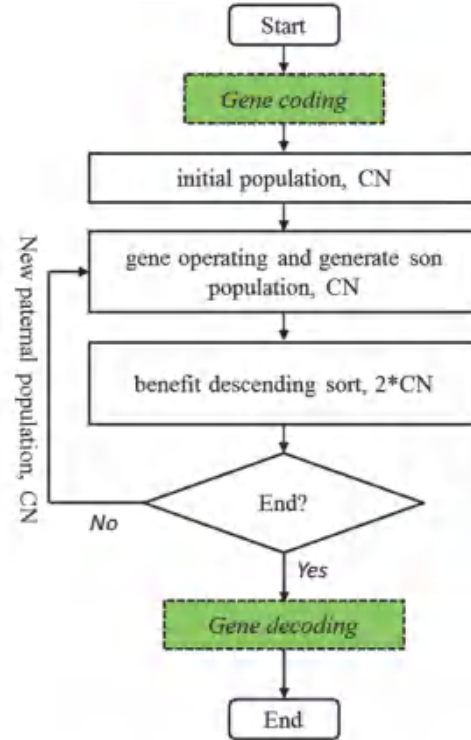 Start
Gene coding
initial population, CN
gene operating and generate son
population, CN
benefit descending sort, 2*CN
New paternal population, CN
End?
No
Yes
Gene decoding
End